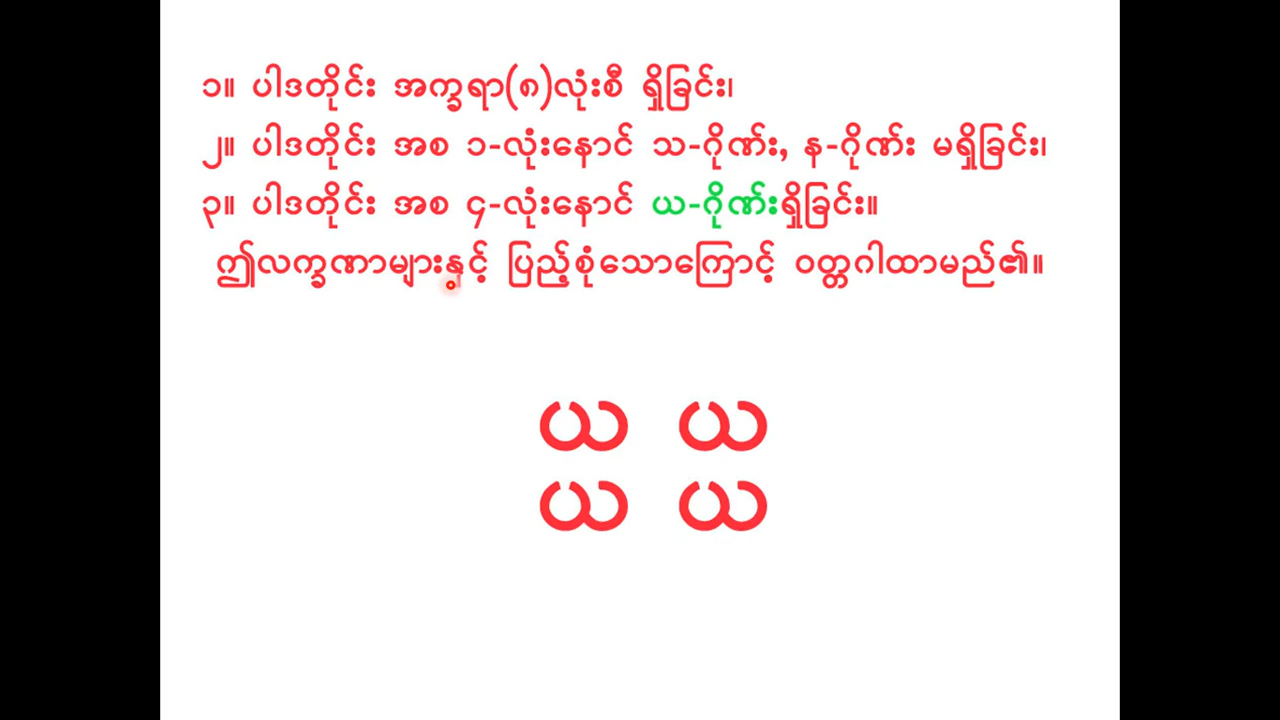 ၁။ ပါဒတိုင်း အက္ခရာ(၈)လုံးစီ ရှိခြင်း၊
၂။ ပါဒတိုင်း အစ ၁-လုံးနောင် သ-ဂိုဏ်း, န-ဂိုဏ်း မရှိခြင်း၊
၃။ ပါဒတိုင်း အစ ၄-လုံးနောင် ယ-ဂိုဏ်းရှိခြင်း။
ဤလက္ခဏာများနှင့် ပြည့်စုံသောကြောင့် ဝတ္တဂါထာမည်၏။
ယ ယ
ယ ယ